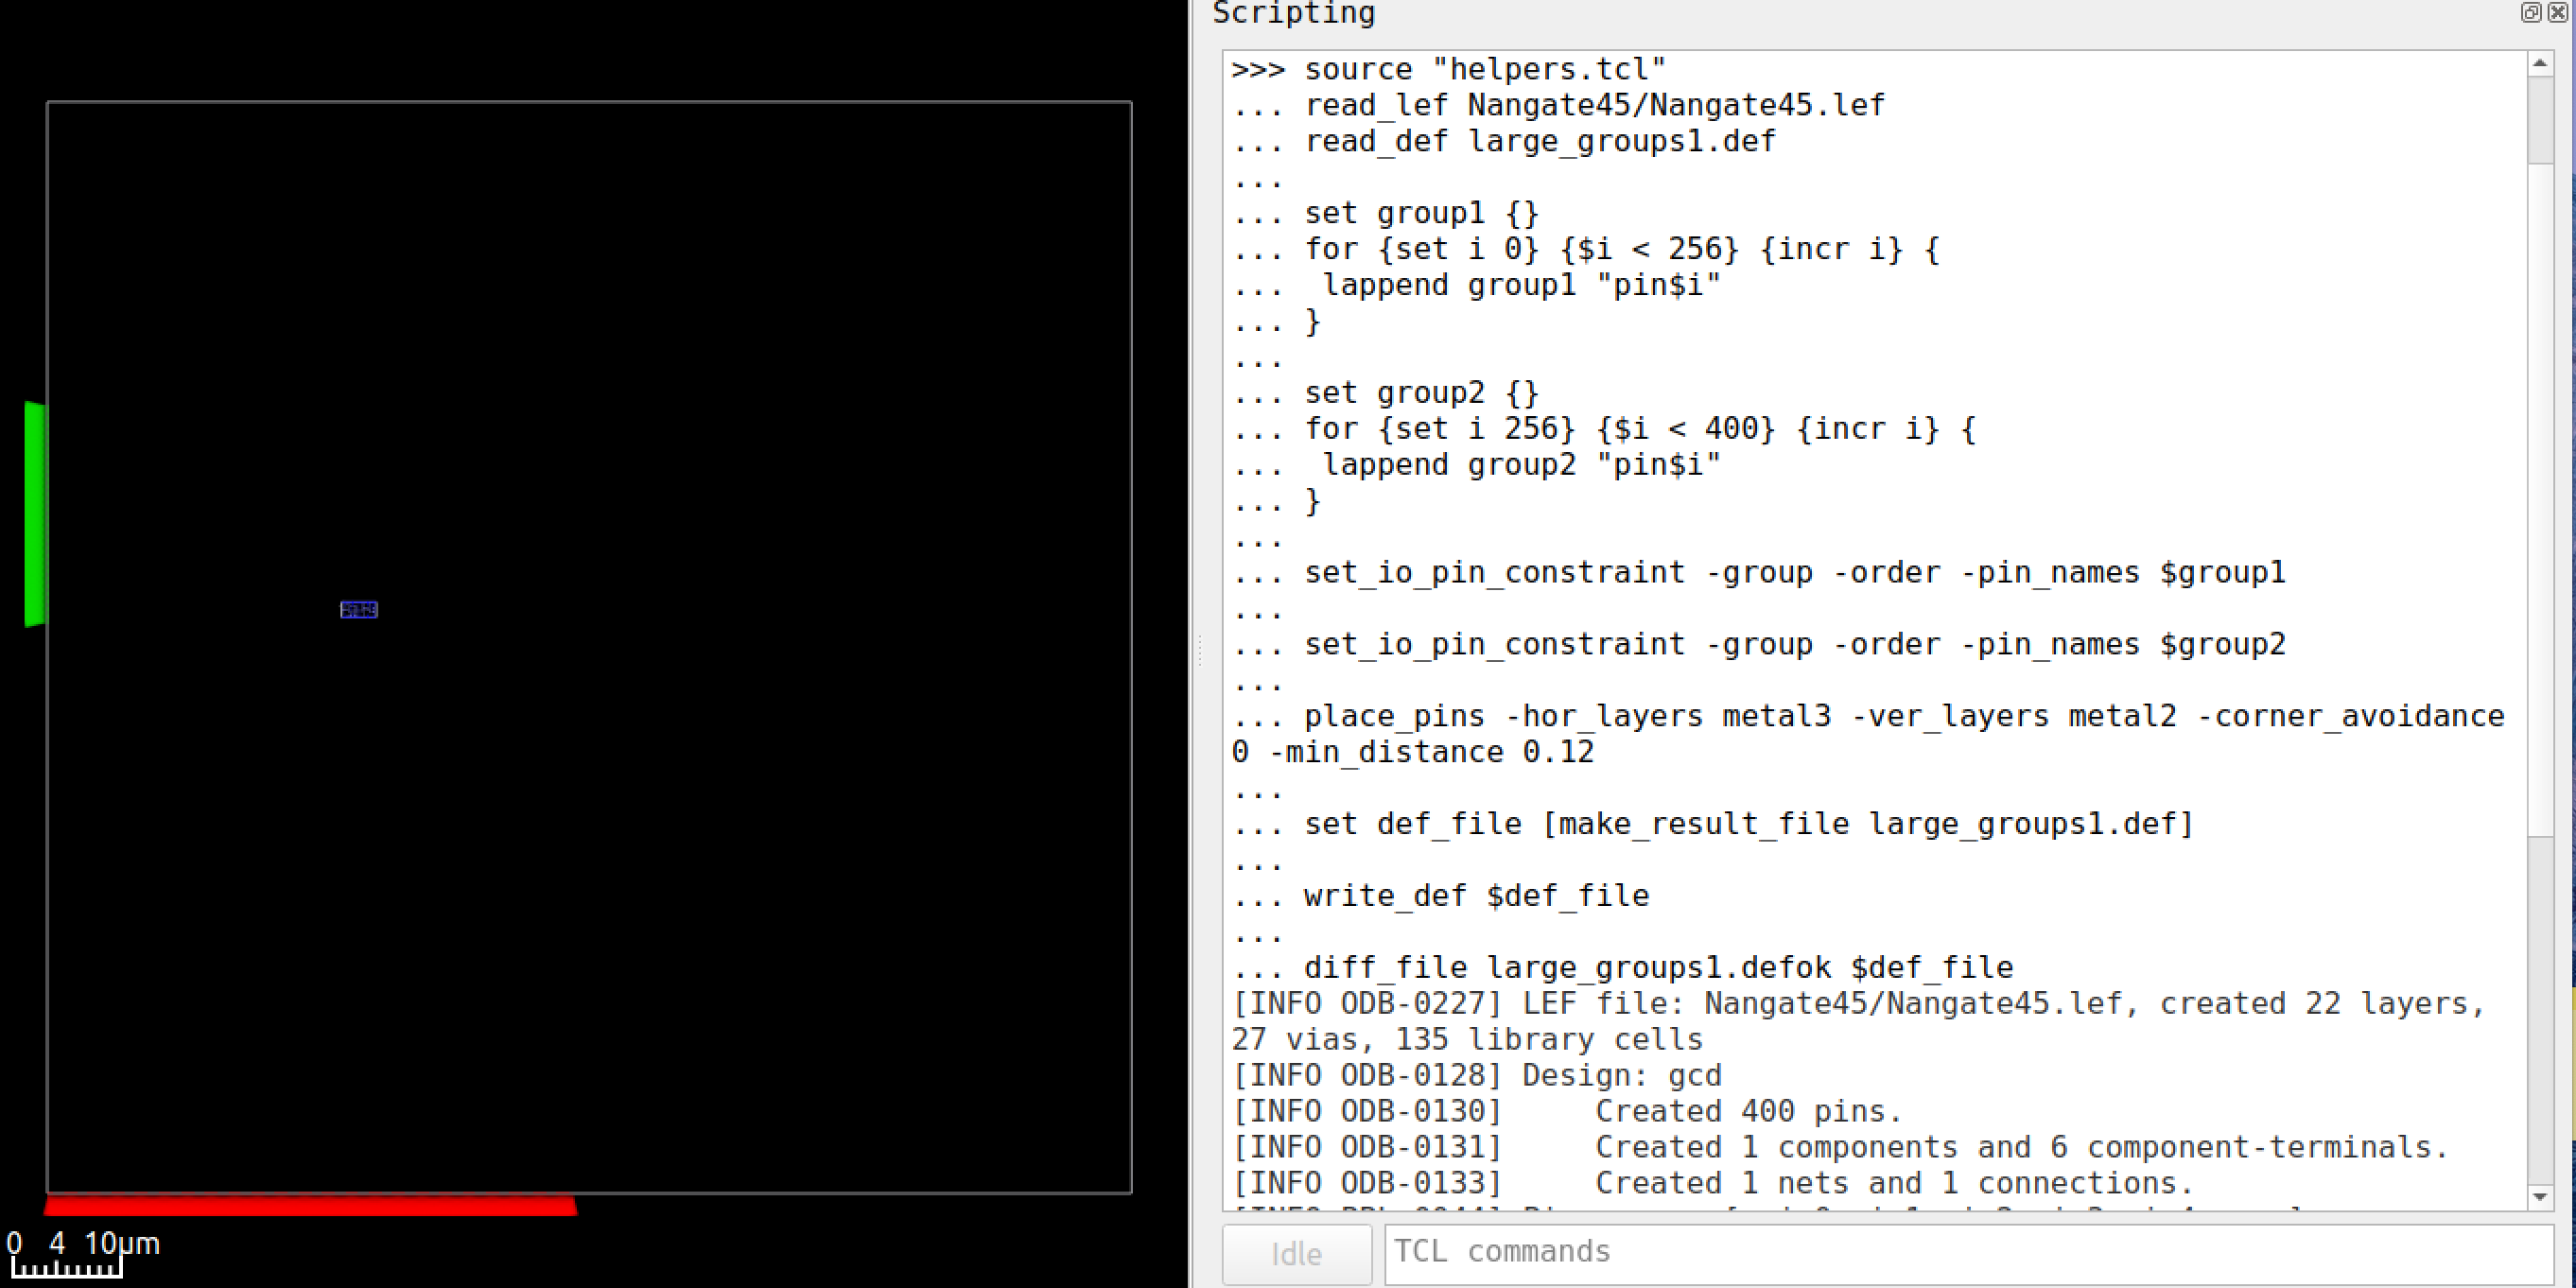 Scripting
>>> source "helpers.tcl"
... read_lef Nangate45/Nangate45.lef
... read_def large_groups1.def
...
... set group1 {}
... for {set i 0} {$i < 256} {incr i} {
...  lappend group1 "pin$i"
... }
...
... set group2 {}
... for {set i 256} {$i < 400} {incr i} {
...  lappend group2 "pin$i"
... }
...
... set_io_pin_constraint -group -order -pin_names $group1
...
... set_io_pin_constraint -group -order -pin_names $group2
...
... place_pins -hor_layers metal3 -ver_layers metal2 -corner_avoidance
0 -min_distance 0.12
...
... set def_file [make_result_file large_groups1.def]
...
... write_def $def_file
...
... diff_file large_groups1.defok $def_file
[INFO ODB-0227] LEF file: Nangate45/Nangate45.lef, created 22 layers,
27 vias, 135 library cells
[INFO ODB-0128] Design: gcd
[INFO ODB-0130]     Created 400 pins.
[INFO ODB-0131]     Created 1 components and 6 component-terminals.
[INFO ODB-0133]     Created 1 nets and 1 connections.
0 4 10μm
Idle
TCL commands